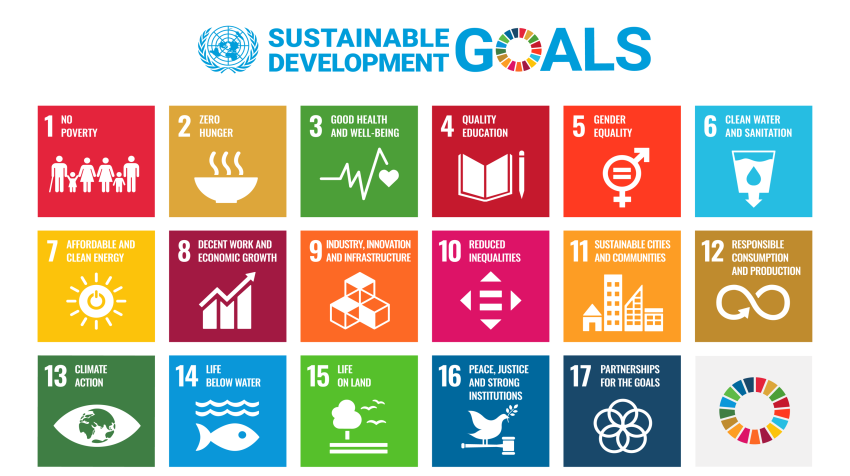 SUSTAINABLE
DEVELOPMENT
GOALS
1 NO
POVERTY
2 ZERO
HUNGER
3 GOOD HEALTH
AND WELL-BEING
4 QUALITY
EDUCATION
5 GENDER
EQUALITY
6 CLEAN WATER
AND SANITATION
7 AFFORDABLE AND
CLEAN ENERGY
8 DECENT WORK AND
ECONOMIC GROWTH
9 INDUSTRY, INNOVATION
AND INFRASTRUCTURE
10 REDUCED
INEQUALITIES
11 SUSTAINABLE CITIES
AND COMMUNITIES
12 RESPONSIBLE
CONSUMPTION
AND PRODUCTION
13 CLIMATE
ACTION
14 LIFE
BELOW WATER
15 LIFE
ON LAND
16 PEACE, JUSTICE
AND STRONG
INSTITUTIONS
17 PARTNERSHIPS
FOR THE GOALS